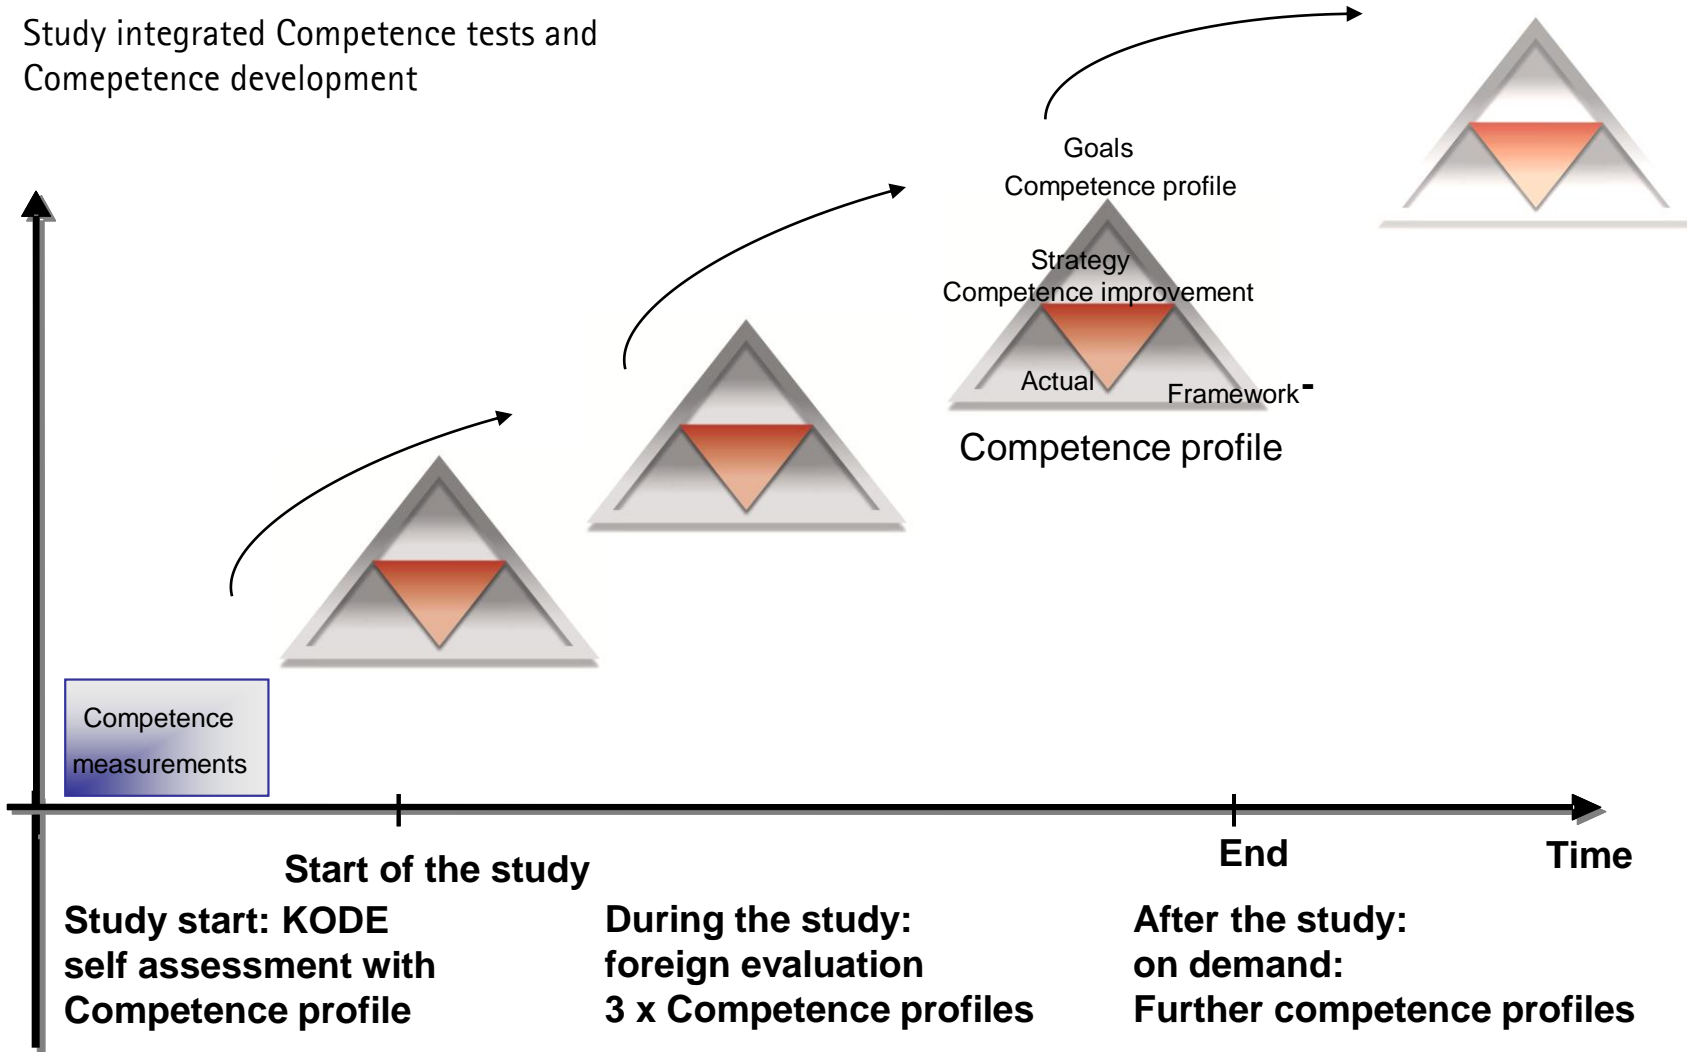 Study integrated Competence tests and
Comepetence development
Goals
Competence profile
Strategy
Competence improvement
Actual
Framework-
Competence profile
Competence
measurements
Start of the study
End
Time
Study start: KODE
self assessment with
Competence profile
During the study:
foreign evaluation
3 x Competence profiles
After the study:
on demand:
Further competence profiles